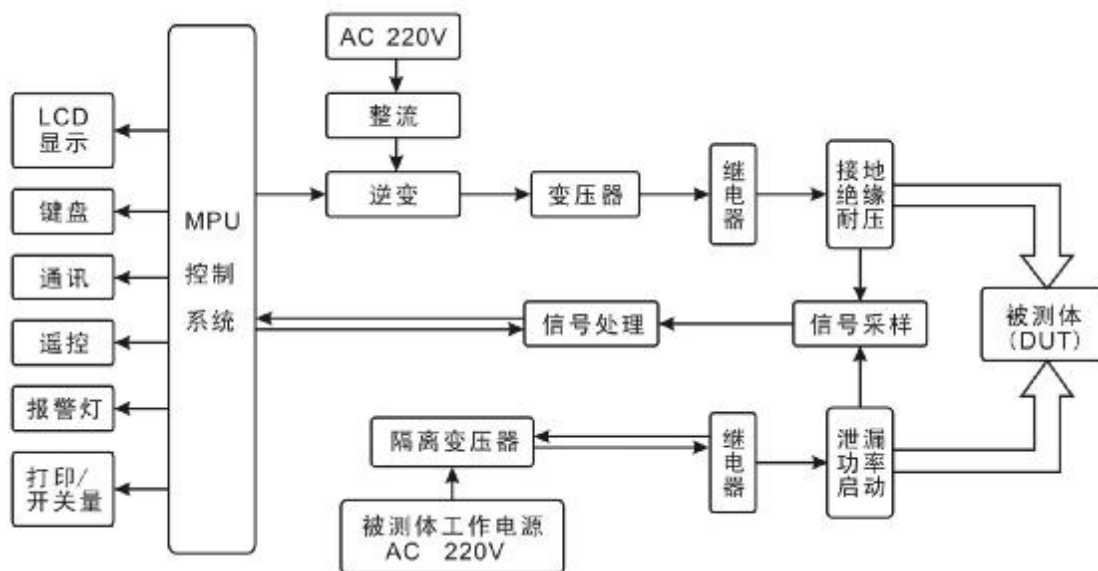 AC 220V
整流
逆变
变压器
继
电
器
接 地
绝 缘
耐 压
LCD
显示
键盘
通讯
遥控
报警灯
打印/
开关量
MPU
控制
系统
信号处理
信号采样
被测体
(DUT)
隔离变压器
继
电
器
泄 漏
功 率
启 动
被测体工作电源
AC 220V